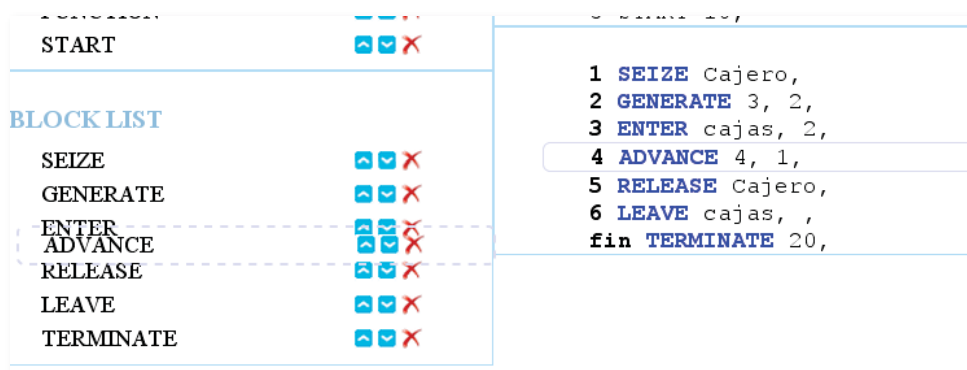 FUNCTION
START
BLOCK LIST
SEIZE
GENERATE
ENTER
ADVANCE
RELEASE
LEAVE
TERMINATE
1 SEIZE Cajero,
2 GENERATE 3, 2,
3 ENTER cajas, 2,
4 ADVANCE 4, 1,
5 RELEASE Cajero,
6 LEAVE cajas, ,
fin TERMINATE 20,